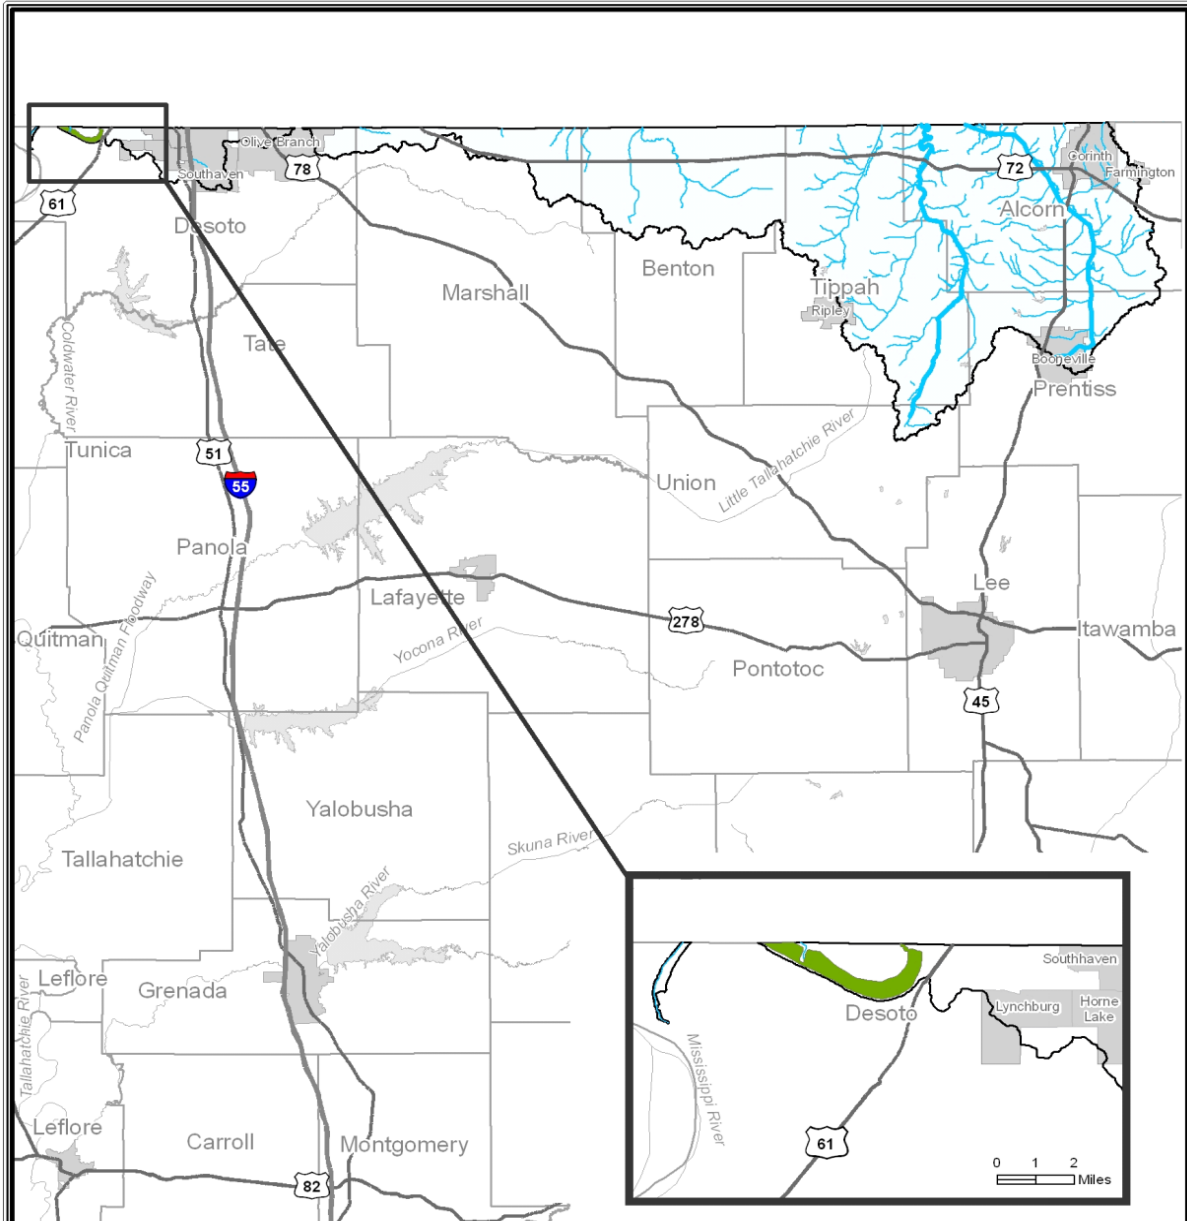 Olive Branch
Southaven
78
72
Corinth
Farmington
61
Desoto
Alcorn
Benton
Marshall
Tippah
Ripley
Coldwater River
Tate
Booneville
Prentiss
Tunica
51
55
Union
Little Tallahatchie River
Panola
Lee
Lafayette
278
Quitman
Panola Quitman Floodway
Yocona River
Itawamba
Pontotoc
45
Yalobusha
Skuna River
Tallahatchie
Yalobusha River
Leflore
Grenada
Tallahatchie River
Southhaven
Lynchburg
Horne
Lake
Desoto
Mississippi River
61
0 1 2
Miles
Leflore
Carroll
Montgomery
82